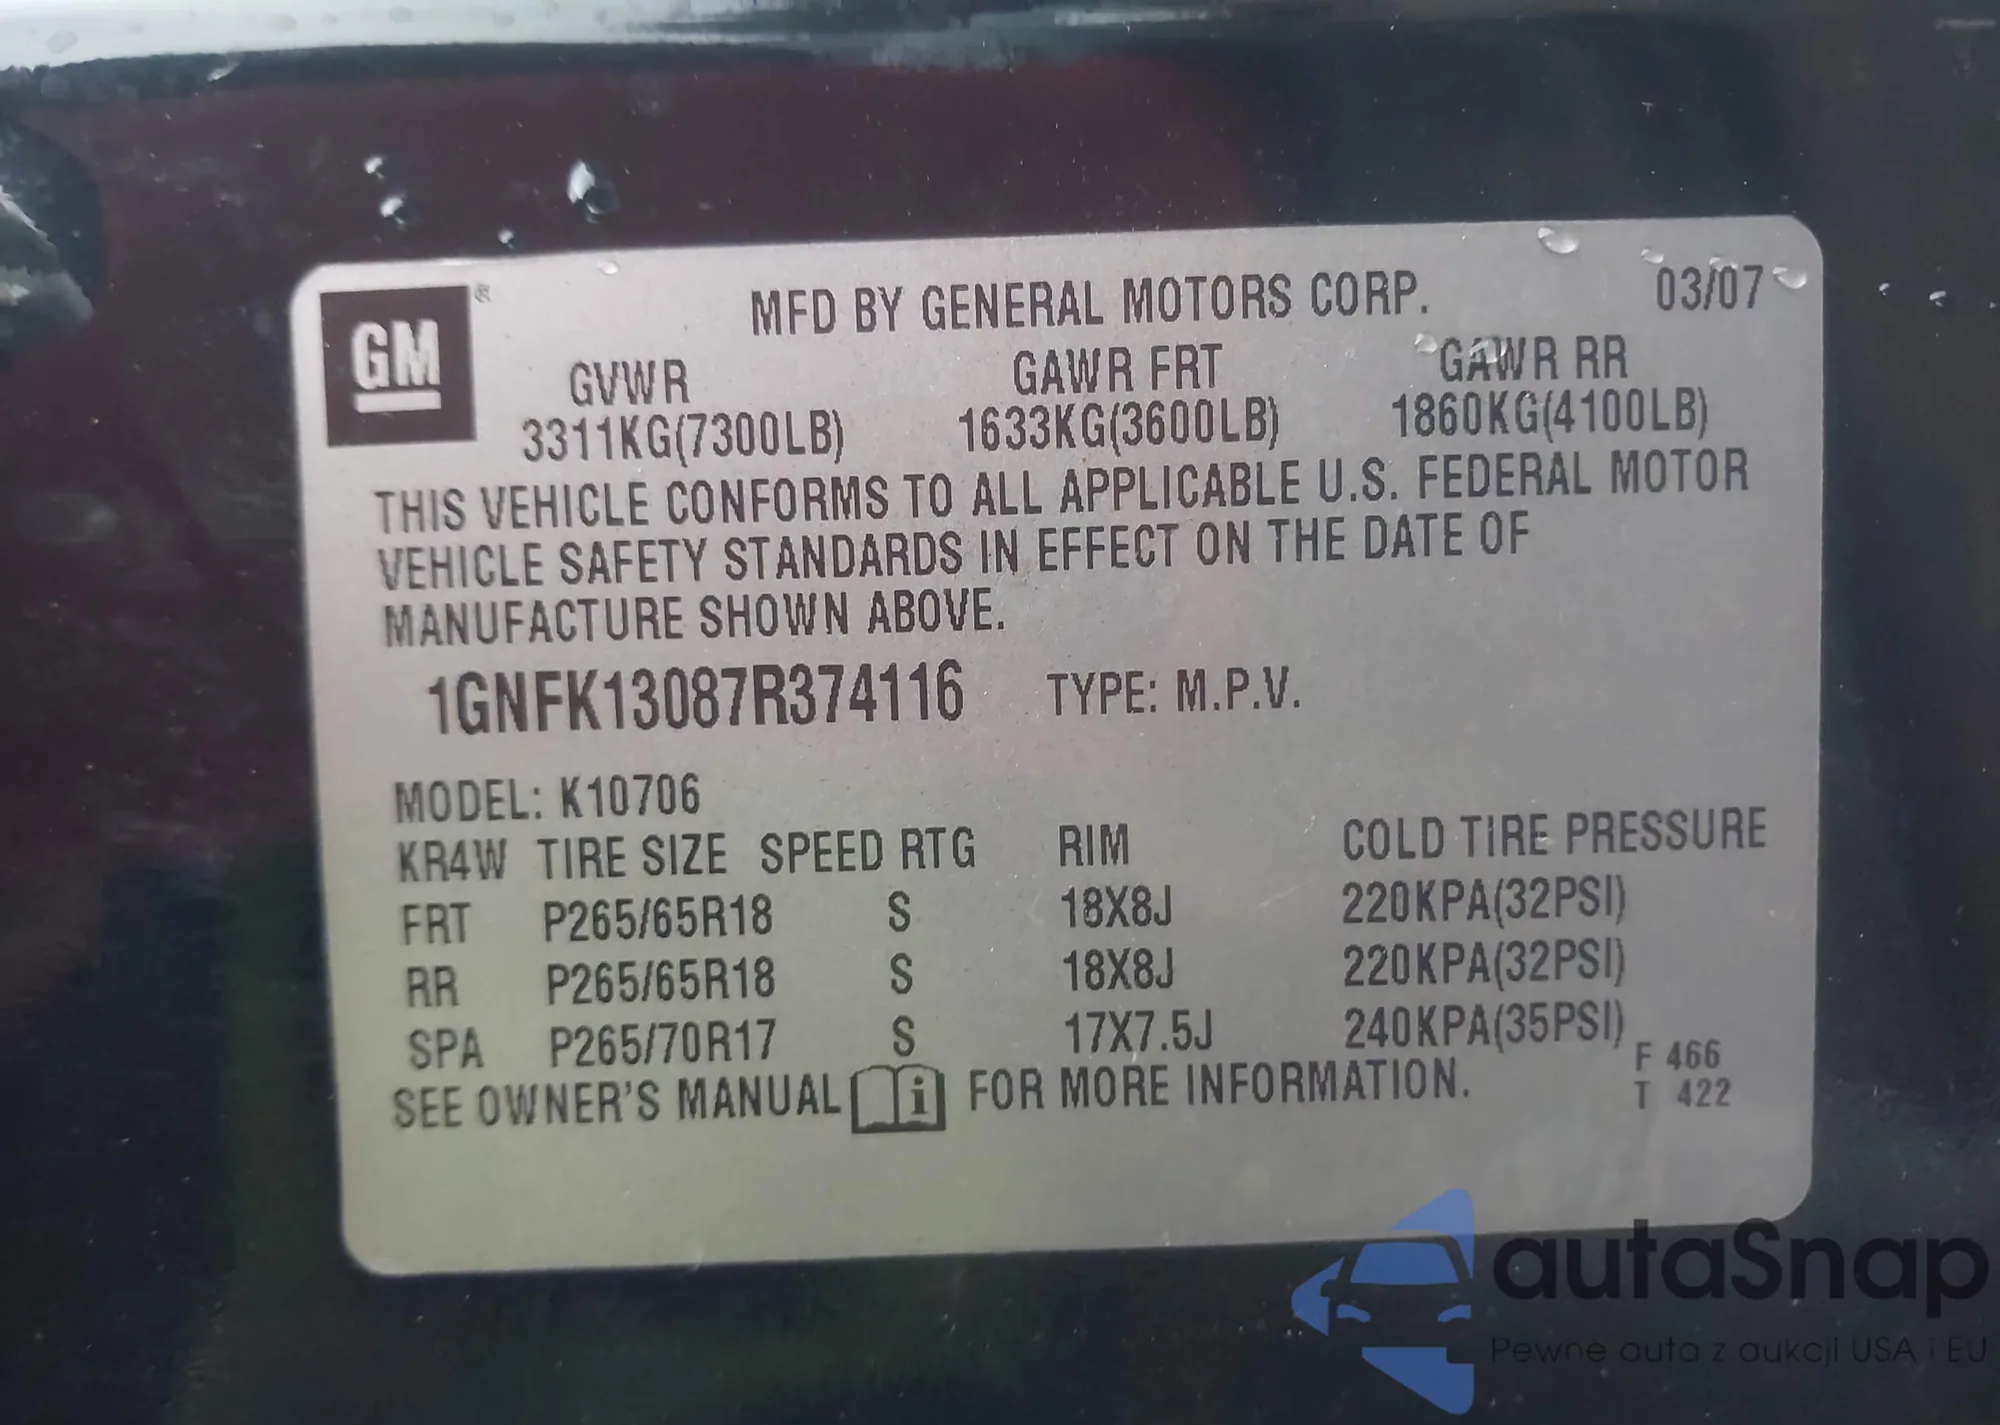 GM ®
MFD BY GENERAL MOTORS CORP. 03/07
GVWR GAWR FRT GAWR RR
3311KG(7300LB) 1633KG(3600LB) 1860KG(4100LB)
THIS VEHICLE CONFORMS TO ALL APPLICABLE U.S. FEDERAL MOTOR
VEHICLE SAFETY STANDARDS IN EFFECT ON THE DATE OF
MANUFACTURE SHOWN ABOVE.
1GNFK13087R374116 TYPE: M.P.V.
MODEL: K10706
KR4W TIRE SIZE SPEED RTG RIM COLD TIRE PRESSURE
FRT P265/65R18 S 18X8J 220KPA(32PSI)
RR P265/65R18 S 18X8J 220KPA(32PSI)
SPA P265/70R17 S 17X7.5J 240KPA(35PSI)
SEE OWNER'S MANUAL i FOR MORE INFORMATION.
F 466
T 422
autaSnap
Pewne auta z aukcji USA i EU